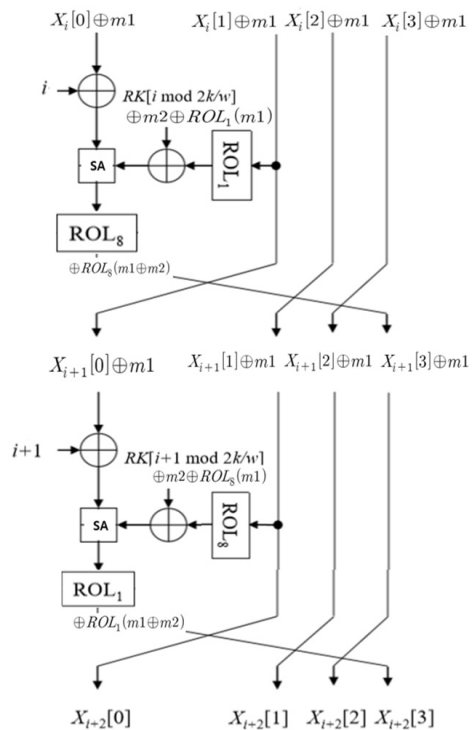 X_i[0]⊕m1 X_i[1]⊕m1 X_i[2]⊕m1 X_i[3]⊕m1
i
RK[i mod 2k/w]
⊕m2⊕ROL_1(m1)
SA
ROL_1
ROL_8
⊕ROL_8(m1⊕m2)
X_{i+1}[0]⊕m1 X_{i+1}[1]⊕m1 X_{i+1}[2]⊕m1 X_{i+1}[3]⊕m1
i+1
RK[i+1 mod 2k/w]
⊕m2⊕ROL_8(m1)
SA
ROL_8
ROL_1
⊕ROL_1(m1⊕m2)
X_{i+2}[0] X_{i+2}[1] X_{i+2}[2] X_{i+2}[3]